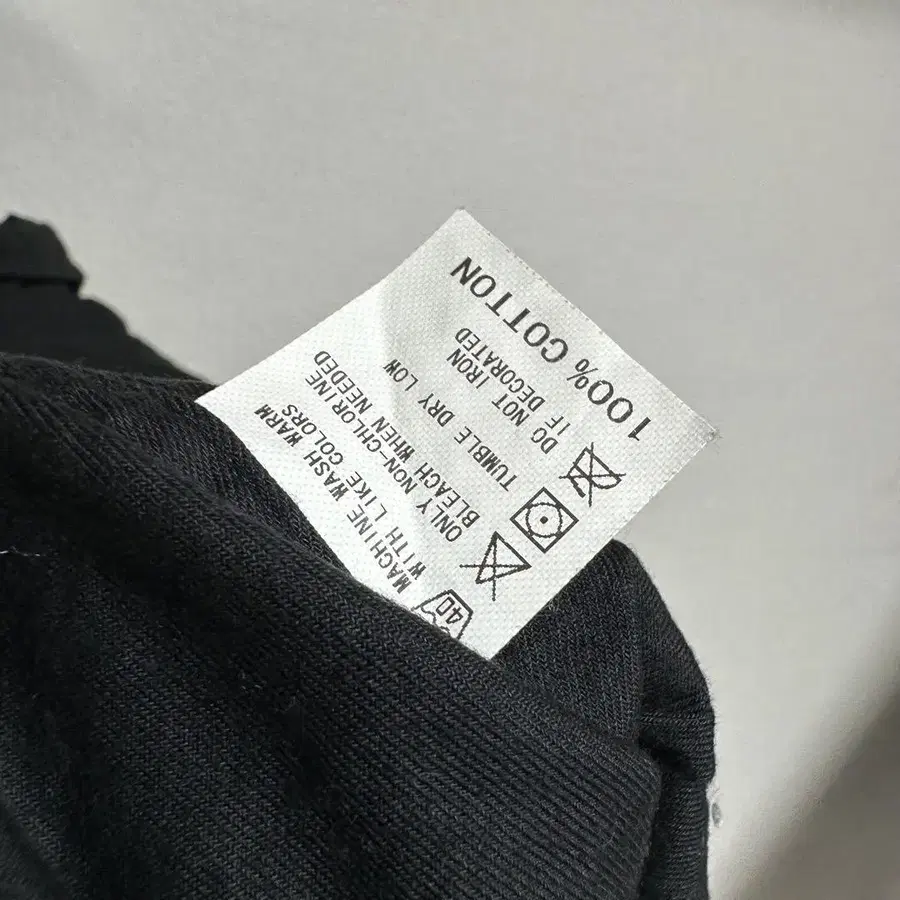 100% COTTON
DO NOT IRON
IF DECORATED
TUMBLE DRY LOW
ONLY NON-CHLORINE
BLEACH WHEN NEEDED
MACHINE WASH WARM
WITH LIKE COLORS
40